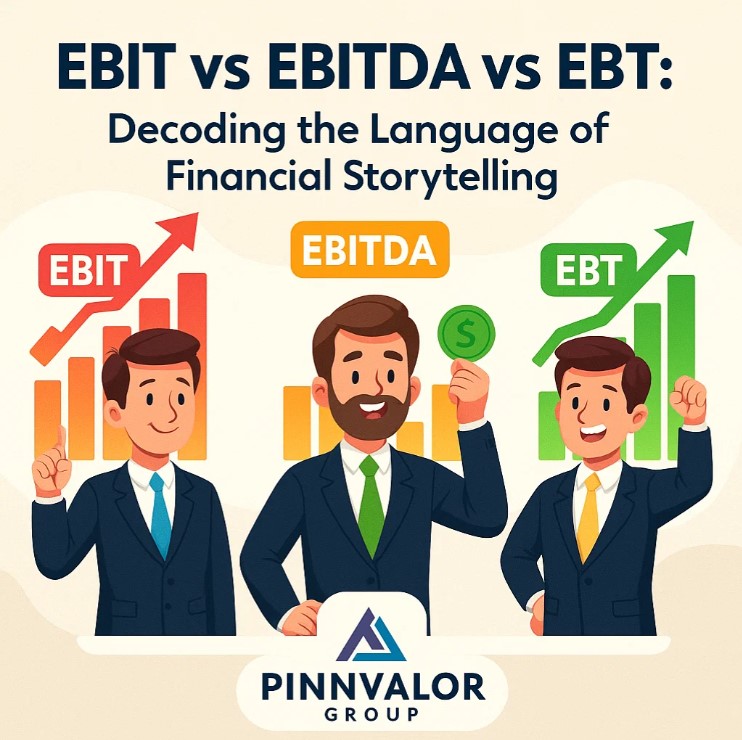 EBIT vs EBITDA vs EBT:
Decoding the Language of
Financial Storytelling
EBIT
EBITDA
EBT
$
PINNVALOR
GROUP